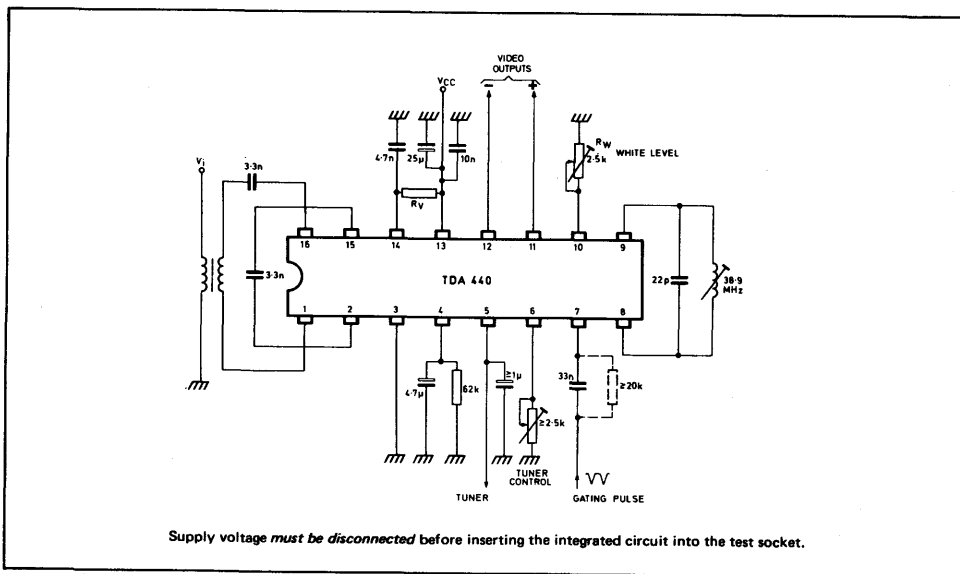 VIDEO
OUTPUTS
VCC
−
+
4·7n
25µ
10n
RW
2·5k
WHITE LEVEL
Vi
3·3n
RV
16
15
14
13
12
11
10
9
3·3n
TDA 440
22p
38·9
MHz
1
2
3
4
5
6
7
8
4·7µ
62k
≥1µ
≥2·5k
33n
≥20k
TUNER
CONTROL
TUNER
GATING PULSE
Supply voltage must be disconnected before inserting the integrated circuit into the test socket.